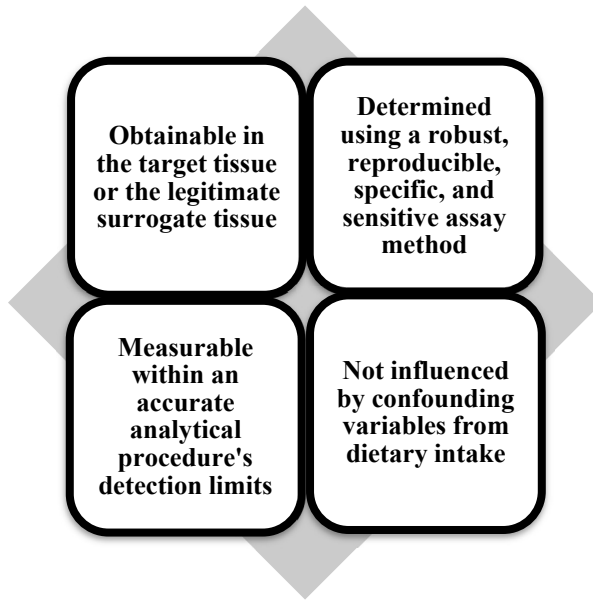 Obtainable in
the target tissue
or the legitimate
surrogate tissue
Determined
using a robust,
reproducible,
specific, and
sensitive assay
method
Measurable
within an
accurate
analytical
procedure's
detection limits
Not influenced
by confounding
variables from
dietary intake